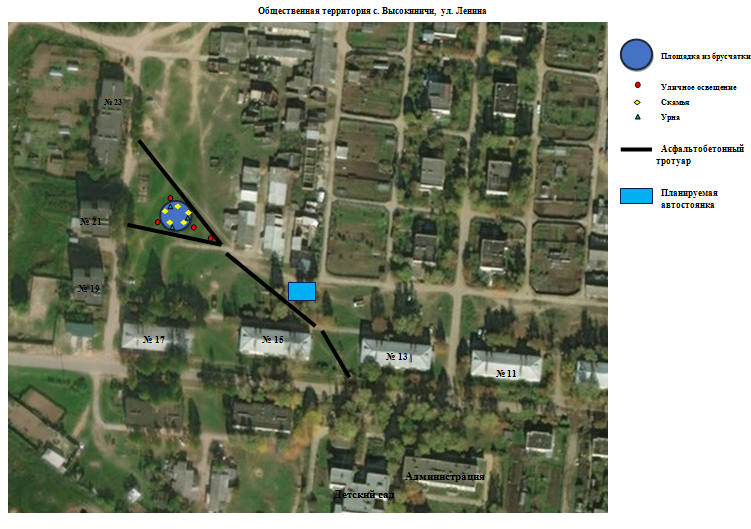 Общественная территория с. Высокиничи, ул. Ленина
Площадка из брусчатки
Уличное освещение
Скамья
Урна
Асфальтобетонный
тротуар
Планируемая
автостоянка
№ 23
№ 21
№ 19
№ 17
№ 15
№ 13
№ 11
Администрация
Детский сад